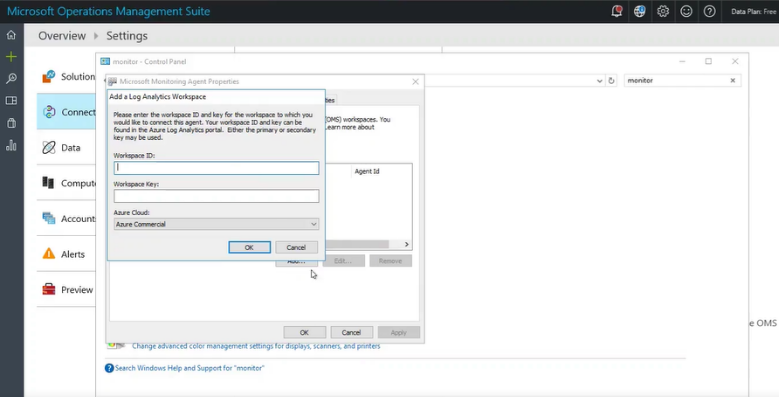 Microsoft Operations Management Suite
Data Plan: Free
Overview
Settings
monitor - Control Panel
Solution
Microsoft Monitoring Agent Properties
monitor
Add a Log Analytics Workspace
Connect
Please enter the workspace ID and key for the workspace to which you
would like to connect this agent. Your workspace ID and key can be
found in the Azure Log Analytics portal. Either the primary or secondary
key may be used.
(OMS) workspaces. You
Learn more about
Data
Workspace ID:
Agent Id
Comput
Workspace Key:
Account
Azure Cloud:
Azure Commercial
OK
Cancel
Alerts
Add...
Edit...
Remove
Preview
e OMS
OK
Cancel
Apply
Change advanced color management settings for displays, scanners, and printers
Search Windows Help and Support for "monitor"